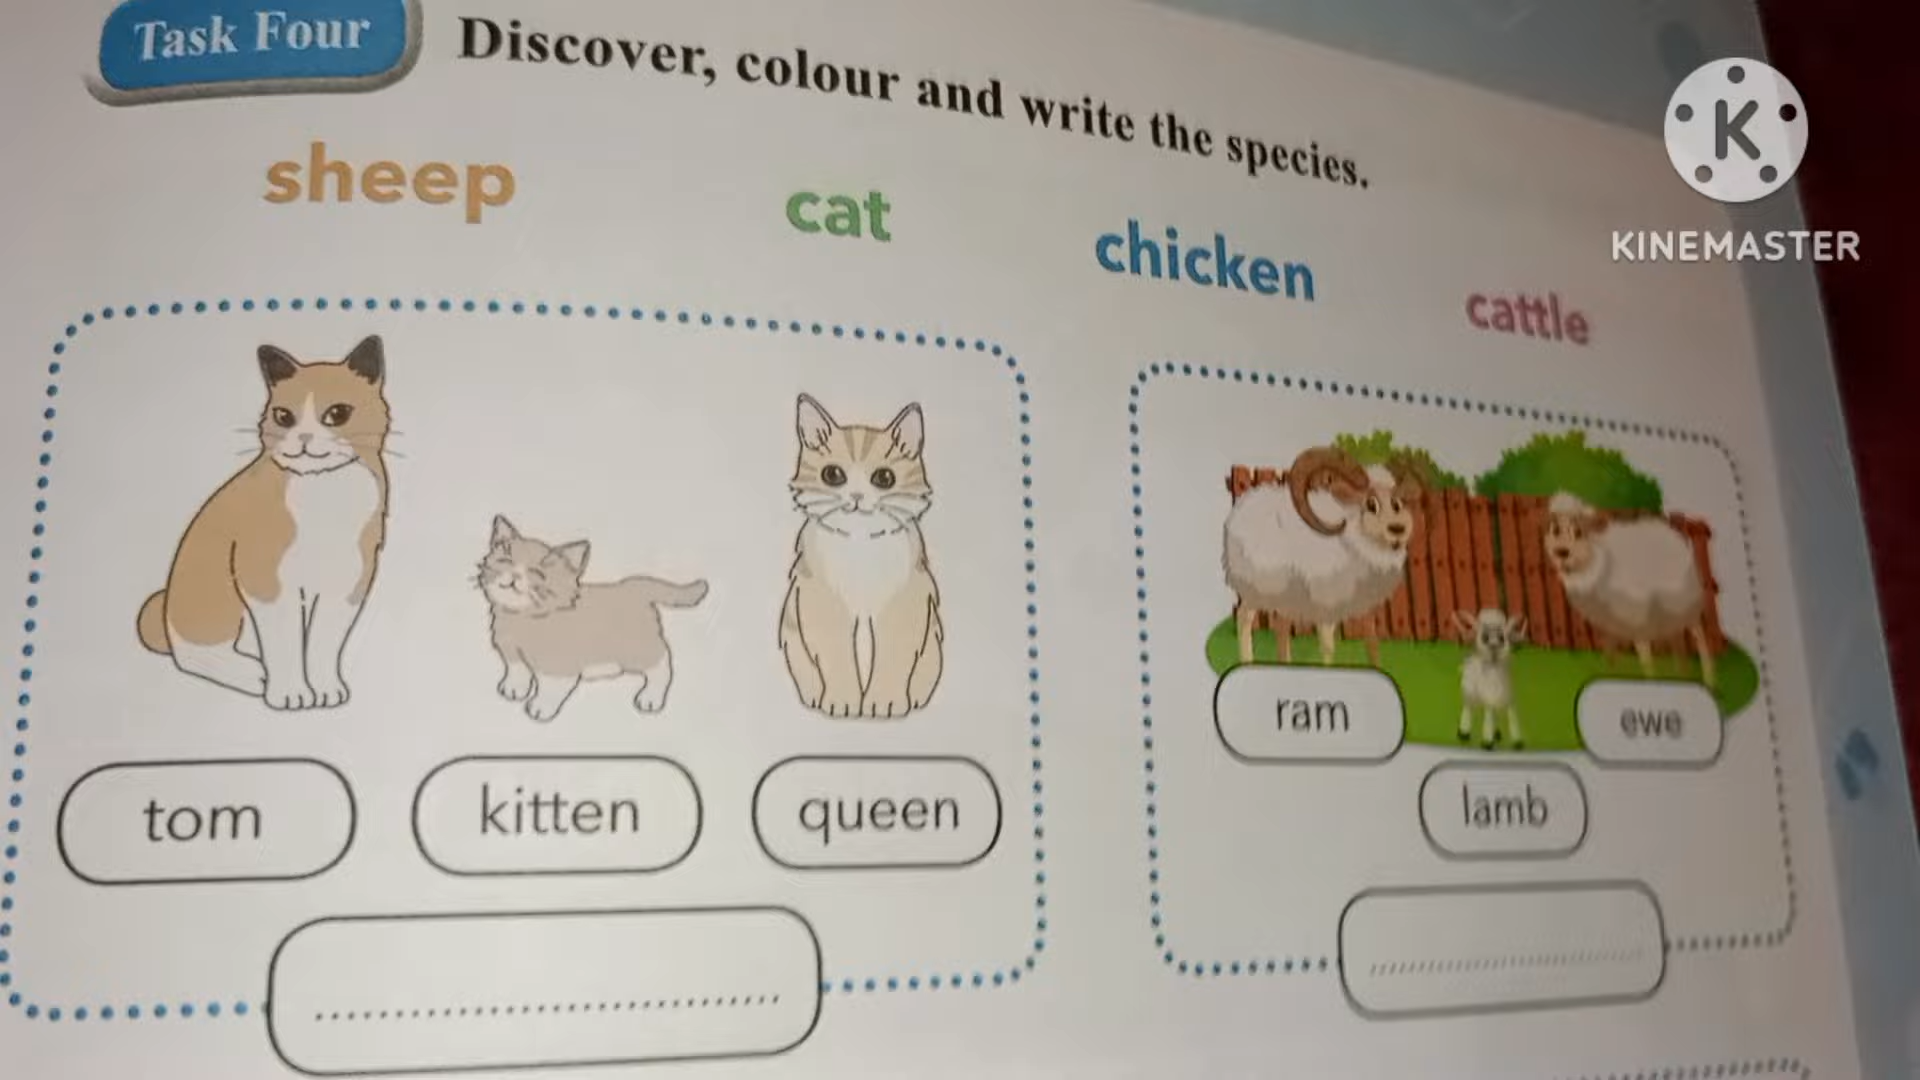 Task Four
Discover, colour and write the species.
sheep
cat
chicken
cattle
tom
kitten
queen
ram
ewe
lamb
K
KINEMASTER